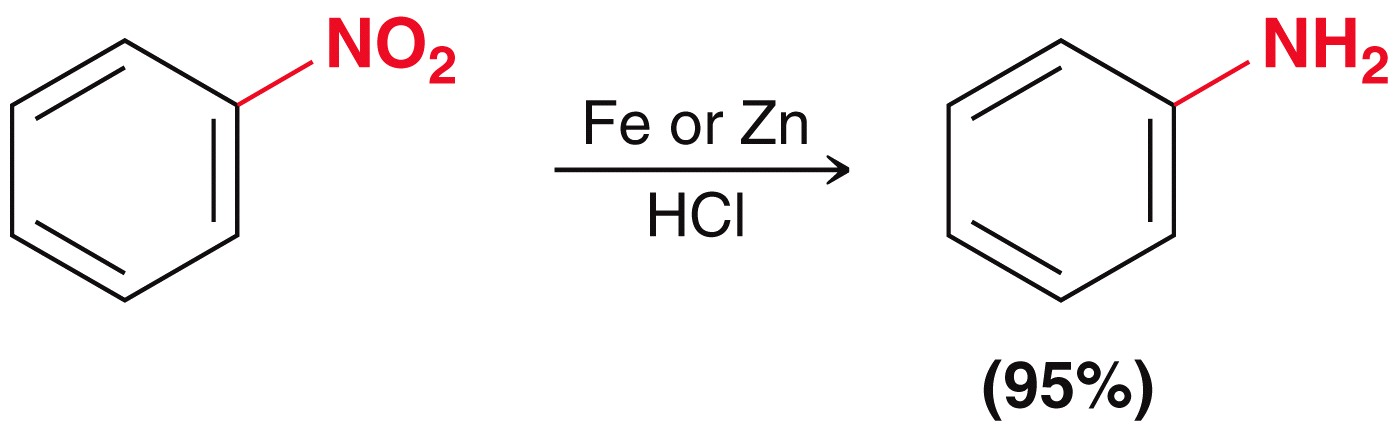 NO₂
Fe or Zn
HCl
NH₂
(95%)